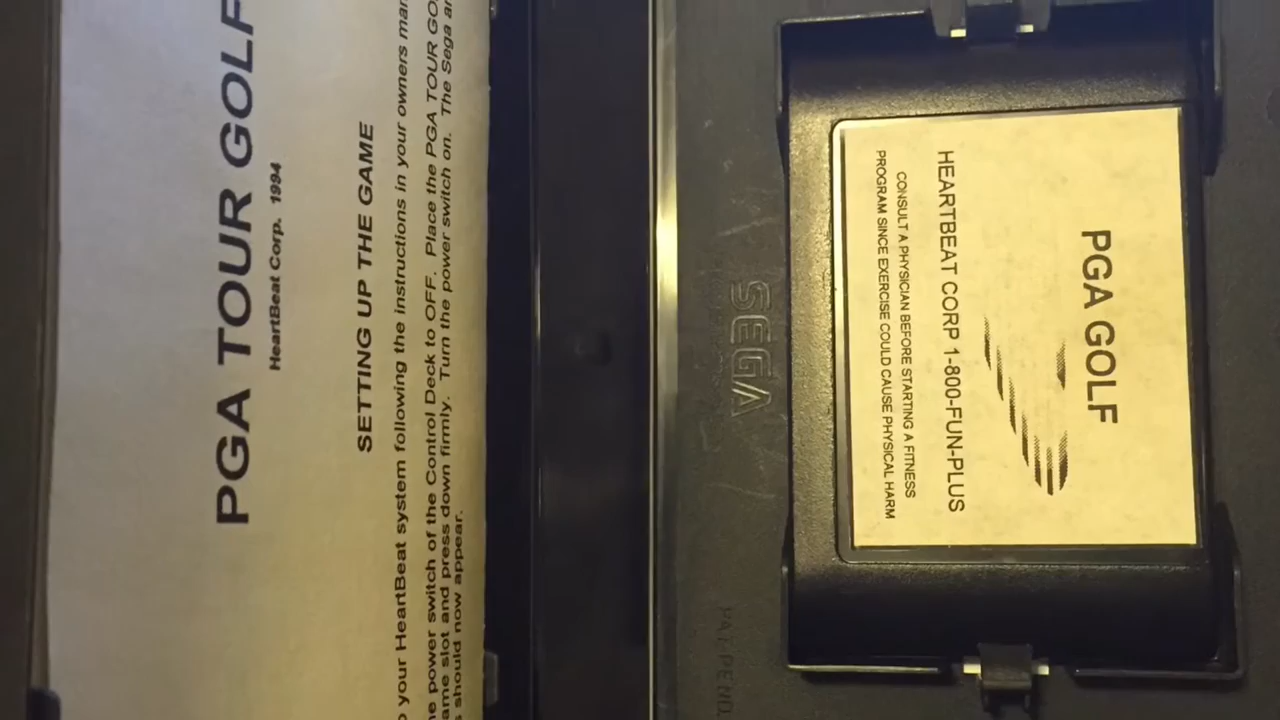 PGA TOUR GOLF
HeartBeat Corp. 1994
SETTING UP THE GAME
your HeartBeat system following the instructions in your owners
power switch of the Control Deck to OFF. Place the PGA TOUR
slot and press down firmly. Turn the power switch on. The Sega
should now appear.
SEGA
PAT. PEND.
PGA GOLF
HEARTBEAT CORP 1-800-FUN-PLUS
CONSULT A PHYSICIAN BEFORE STARTING A FITNESS
PROGRAM SINCE EXERCISE COULD CAUSE PHYSICAL HARM